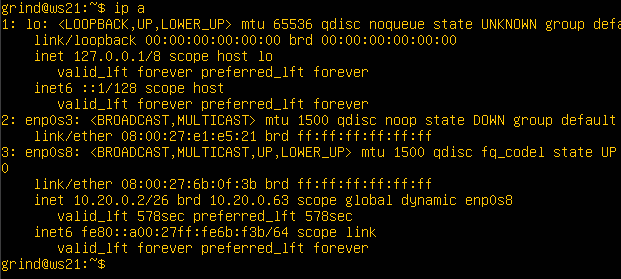 grind@ws21:~$ ip a
1: lo: <LOOPBACK,UP,LOWER_UP> mtu 65536 qdisc noqueue state UNKNOWN group defa
    link/loopback 00:00:00:00:00:00 brd 00:00:00:00:00:00
    inet 127.0.0.1/8 scope host lo
       valid_lft forever preferred_lft forever
    inet6 ::1/128 scope host
       valid_lft forever preferred_lft forever
2: enp0s3: <BROADCAST,MULTICAST> mtu 1500 qdisc noop state DOWN group default
    link/ether 08:00:27:e1:e5:21 brd ff:ff:ff:ff:ff:ff
3: enp0s8: <BROADCAST,MULTICAST,UP,LOWER_UP> mtu 1500 qdisc fq_codel state UP
0
    link/ether 08:00:27:6b:0f:3b brd ff:ff:ff:ff:ff:ff
    inet 10.20.0.2/26 brd 10.20.0.63 scope global dynamic enp0s8
       valid_lft 578sec preferred_lft 578sec
    inet6 fe80::a00:27ff:fe6b:f3b/64 scope link
       valid_lft forever preferred_lft forever
grind@ws21:~$